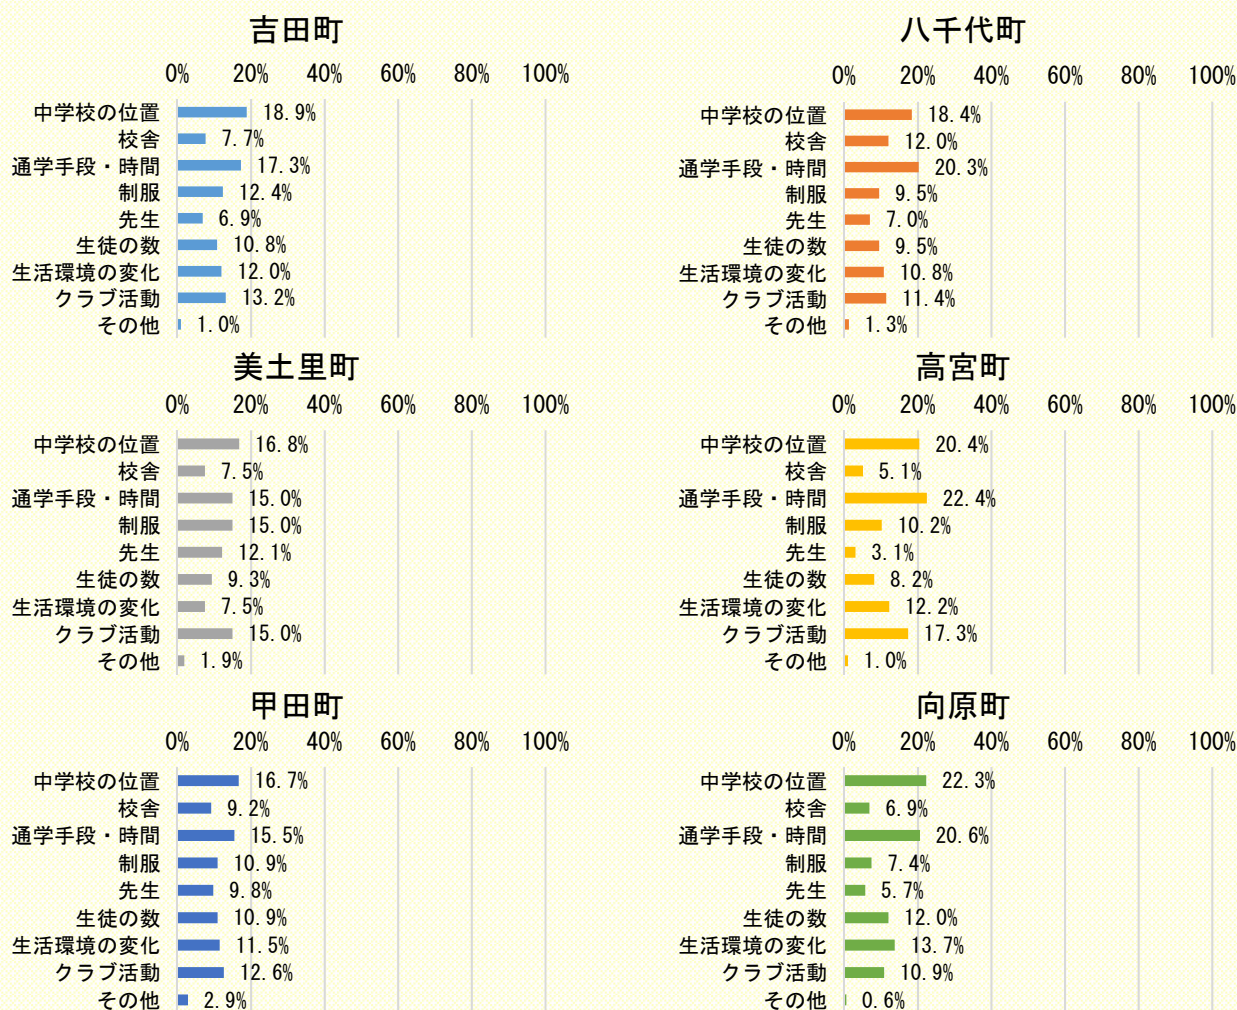 吉田町
0% 20% 40% 60% 80% 100%
中学校の位置 18.9%
校舎 7.7%
通学手段・時間 17.3%
制服 12.4%
先生 6.9%
生徒の数 10.8%
生活環境の変化 12.0%
クラブ活動 13.2%
その他 1.0%
八千代町
0% 20% 40% 60% 80% 100%
中学校の位置 18.4%
校舎 12.0%
通学手段・時間 20.3%
制服 9.5%
先生 7.0%
生徒の数 9.5%
生活環境の変化 10.8%
クラブ活動 11.4%
その他 1.3%
美土里町
0% 20% 40% 60% 80% 100%
中学校の位置 16.8%
校舎 7.5%
通学手段・時間 15.0%
制服 15.0%
先生 12.1%
生徒の数 9.3%
生活環境の変化 7.5%
クラブ活動 15.0%
その他 1.9%
高宮町
0% 20% 40% 60% 80% 100%
中学校の位置 20.4%
校舎 5.1%
通学手段・時間 22.4%
制服 10.2%
先生 3.1%
生徒の数 8.2%
生活環境の変化 12.2%
クラブ活動 17.3%
その他 1.0%
甲田町
0% 20% 40% 60% 80% 100%
中学校の位置 16.7%
校舎 9.2%
通学手段・時間 15.5%
制服 10.9%
先生 9.8%
生徒の数 10.9%
生活環境の変化 11.5%
クラブ活動 12.6%
その他 2.9%
向原町
0% 20% 40% 60% 80% 100%
中学校の位置 22.3%
校舎 6.9%
通学手段・時間 20.6%
制服 7.4%
先生 5.7%
生徒の数 12.0%
生活環境の変化 13.7%
クラブ活動 10.9%
その他 0.6%